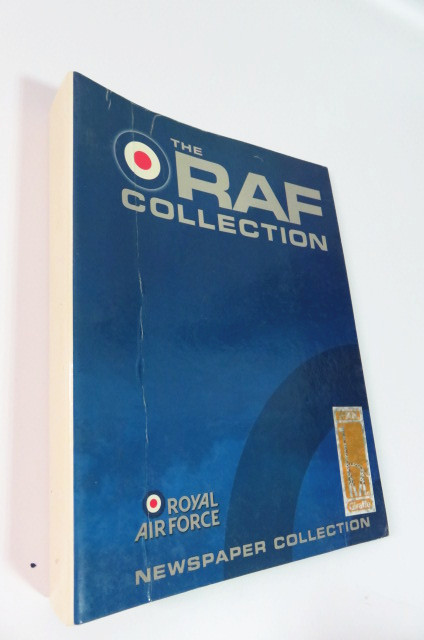 THE
RAF
COLLECTION
ROYAL
AIR FORCE
NEWSPAPER COLLECTION